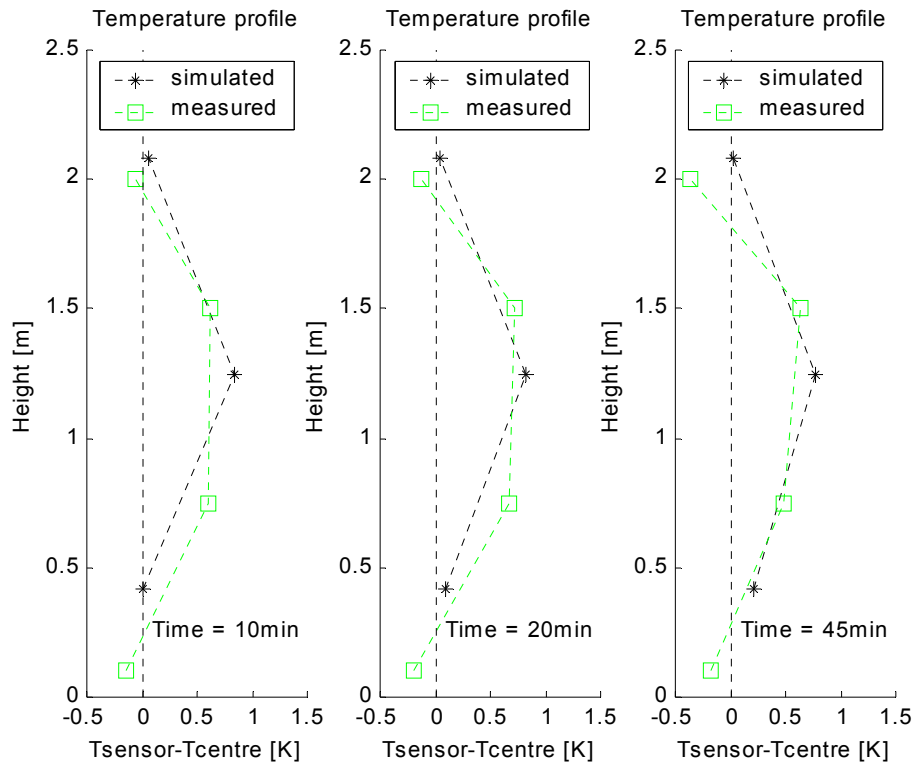 Temperature profile
2.5
simulated
measured
2
1.5
1
0.5
0
Height [m]
Time = 10min
-0.5 0 0.5 1 1.5
Tsensor-Tcentre [K]
Temperature profile
2.5
simulated
measured
2
1.5
1
0.5
0
Height [m]
Time = 20min
-0.5 0 0.5 1 1.5
Tsensor-Tcentre [K]
Temperature profile
2.5
simulated
measured
2
1.5
1
0.5
0
Height [m]
Time = 45min
-0.5 0 0.5 1 1.5
Tsensor-Tcentre [K]